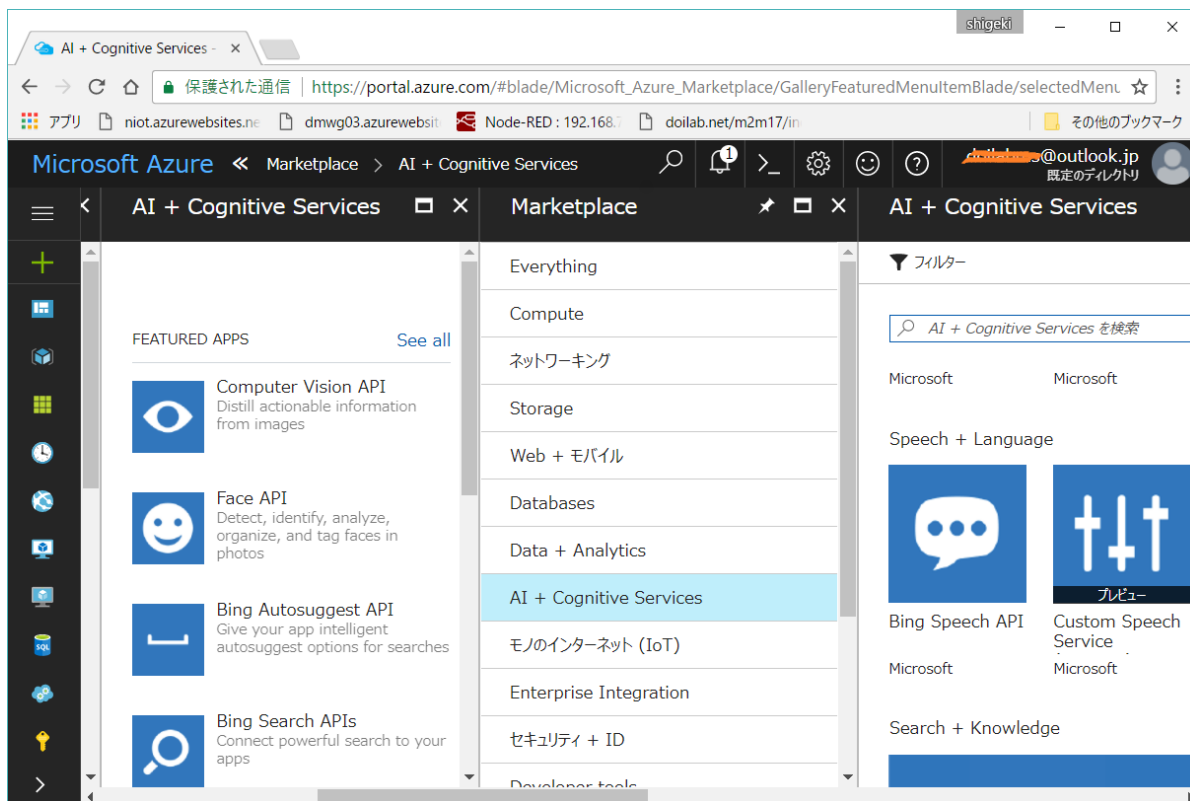 shigeki
AI + Cognitive Services -
保護された通信
https://portal.azure.com/#blade/Microsoft_Azure_Marketplace/GalleryFeaturedMenuItemBlade/selectedMenu
アプリ
niot.azurewebsites.ne
dmwg03.azurewebsit
Node-RED : 192.168.
doilab.net/m2m17/in
その他のブックマーク
Microsoft Azure
Marketplace > AI + Cognitive Services
1
@outlook.jp
既定のディレクトリ
AI + Cognitive Services
FEATURED APPS
See all
Computer Vision API
Distill actionable information
from images
Face API
Detect, identify, analyze,
organize, and tag faces in
photos
Bing Autosuggest API
Give your app intelligent
autosuggest options for searches
Bing Search APIs
Connect powerful search to your
apps
Marketplace
Everything
Compute
ネットワーキング
Storage
Web + モバイル
Databases
Data + Analytics
AI + Cognitive Services
モノのインターネット (IoT)
Enterprise Integration
セキュリティ + ID
Developer tools
AI + Cognitive Services
フィルター
AI + Cognitive Services を検索
Microsoft
Microsoft
Speech + Language
プレビュー
Bing Speech API
Custom Speech
Service
Microsoft
Microsoft
Search + Knowledge
SQL